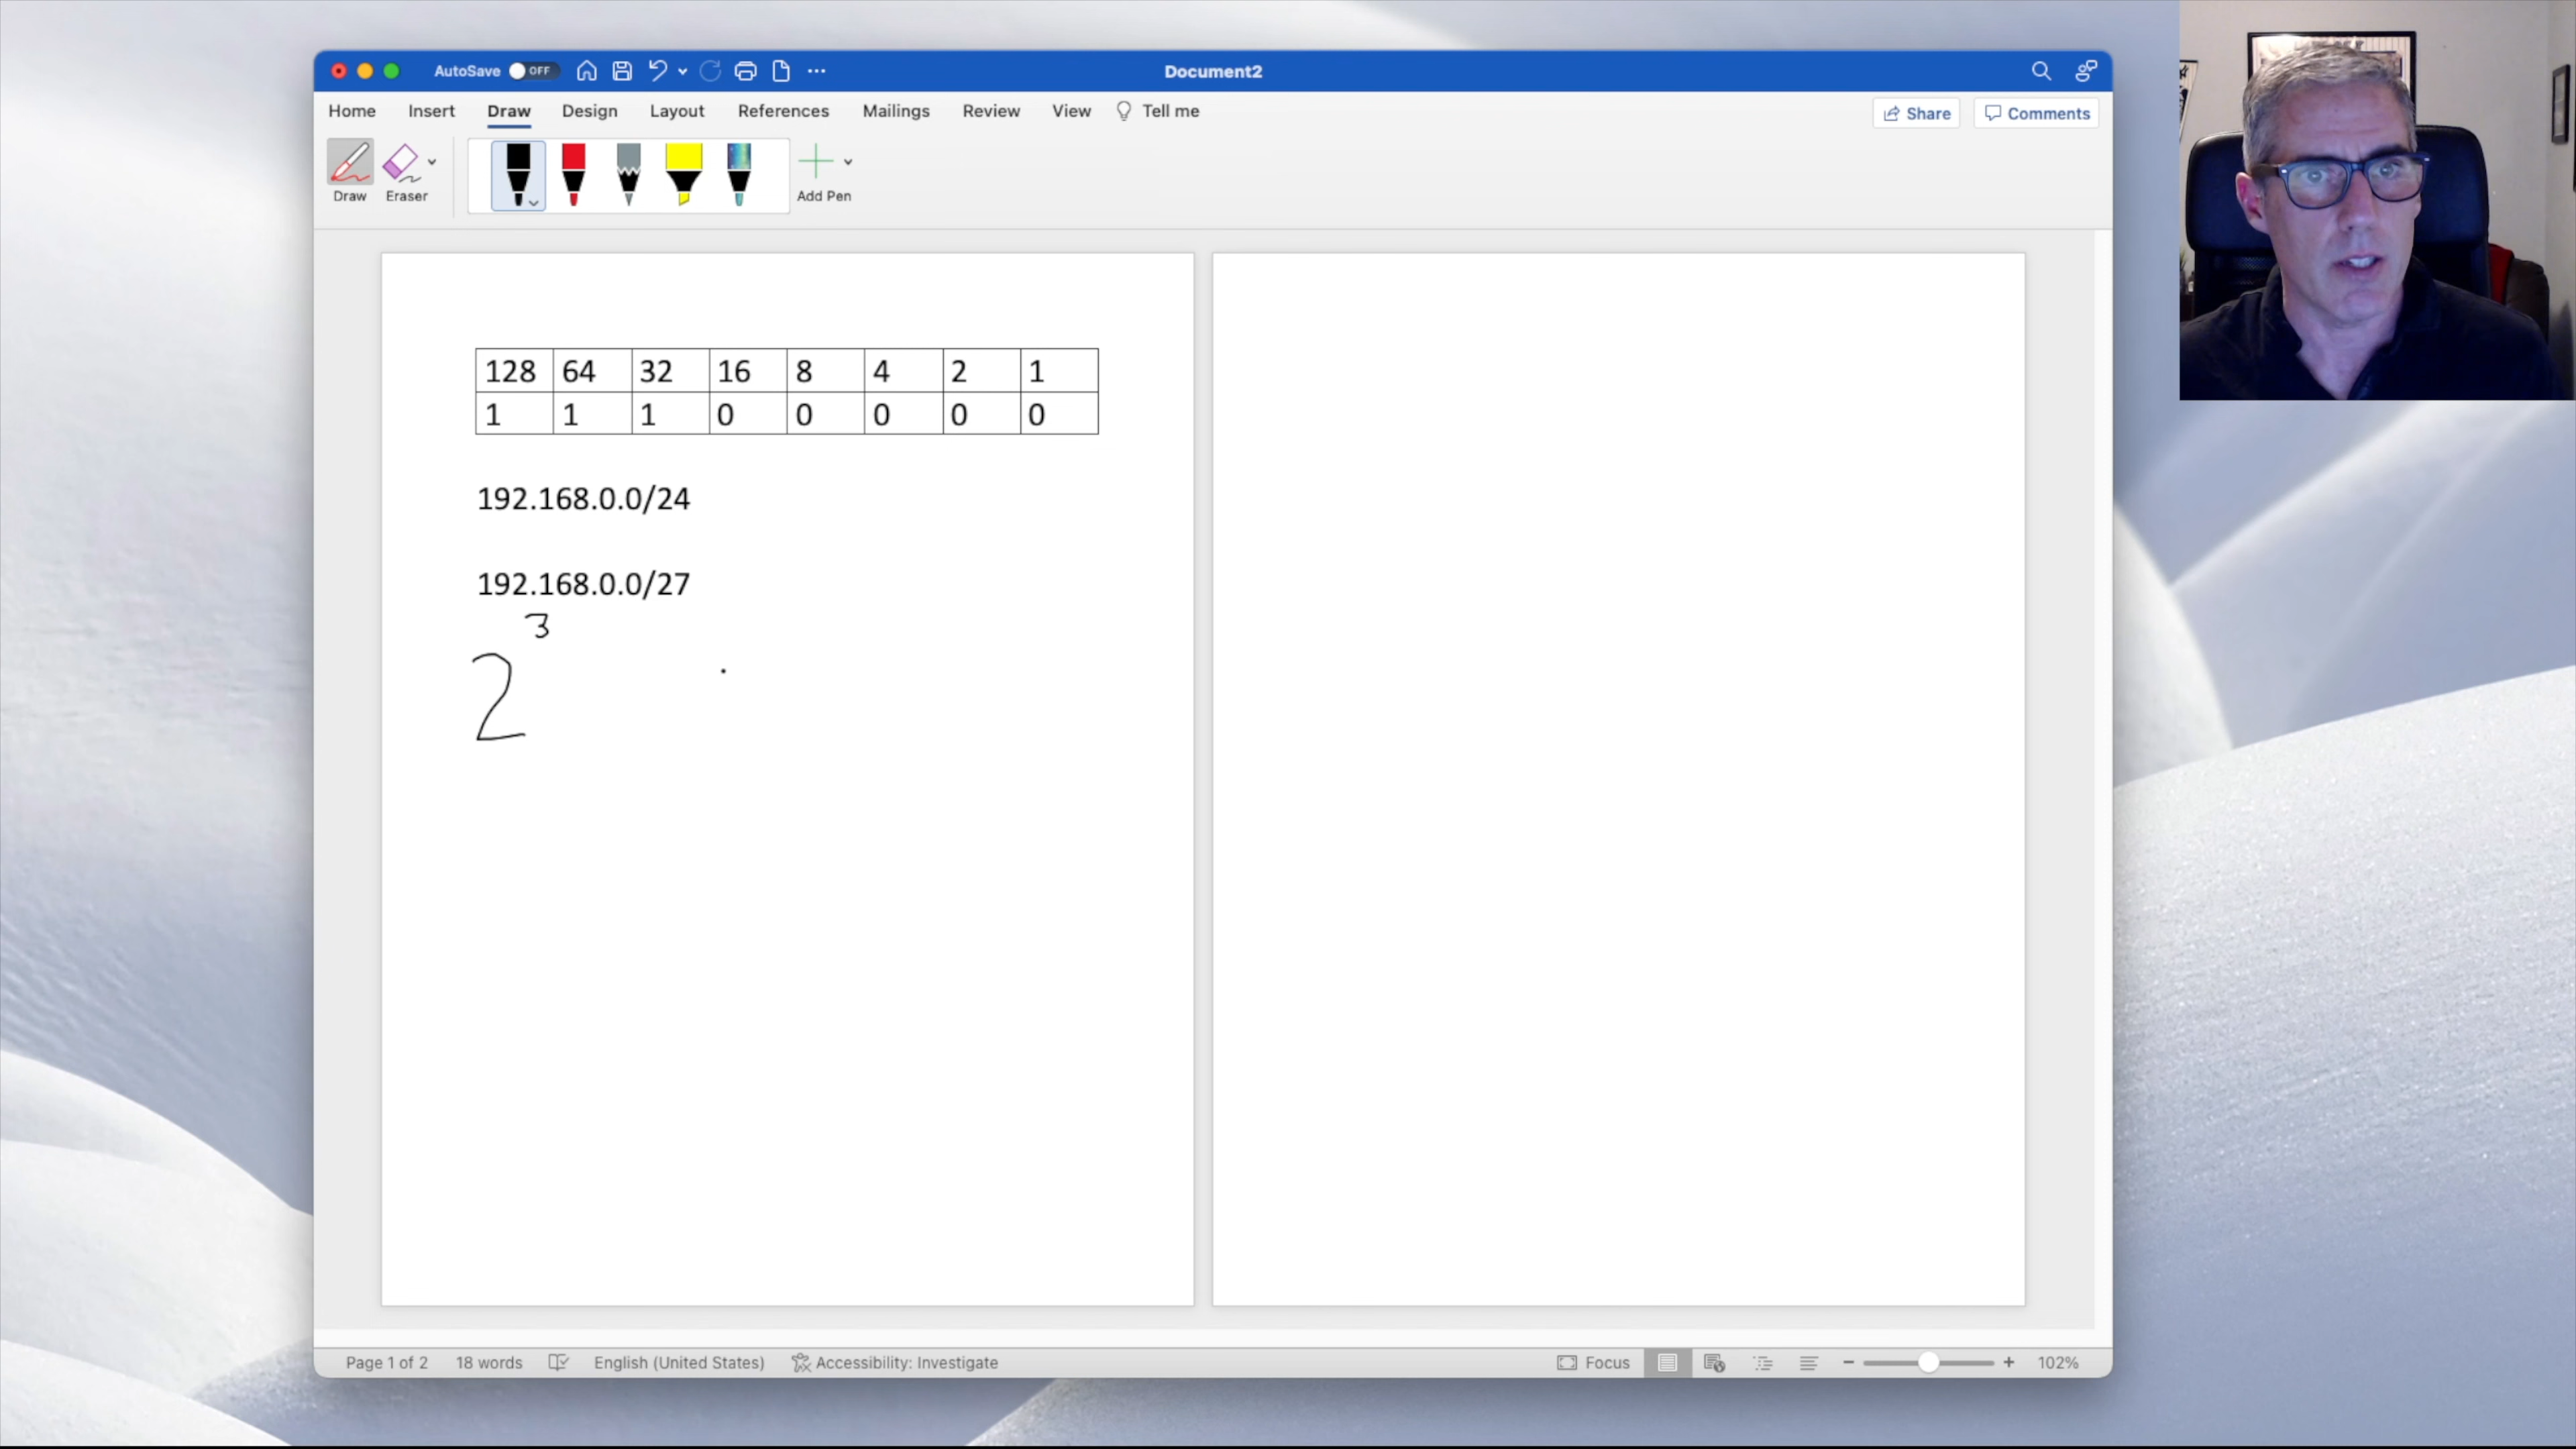 AutoSave OFF Document2
Home Insert Draw Design Layout References Mailings Review View Tell me Share Comments
Draw Eraser Add Pen
128 64 32 16 8 4 2 1
1 1 1 0 0 0 0 0
192.168.0.0/24
192.168.0.0/27
3
2
Page 1 of 2 18 words English (United States) Accessibility: Investigate Focus 102%